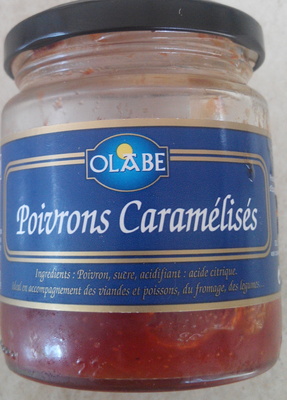 OLABE
Poivrons Caramélisés
Ingrédients : Poivron, sucre, acidifiant : acide citrique.
Idéal en accompagnement des viandes et poissons, du fromage, des légumes...